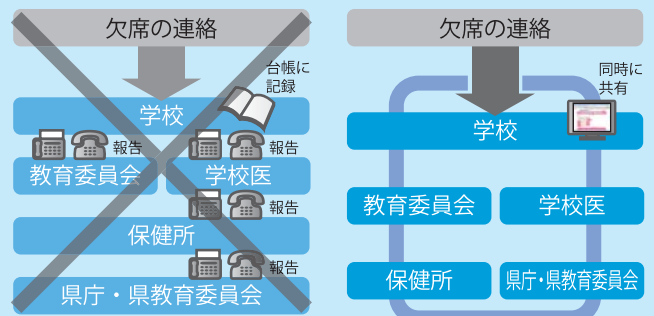 欠席の連絡
台帳に
記録
学校
報告
報告
教育委員会
学校医
報告
保健所
報告
県庁・県教育委員会
欠席の連絡
同時に
共有
学校
教育委員会
学校医
保健所
県庁・県教育委員会